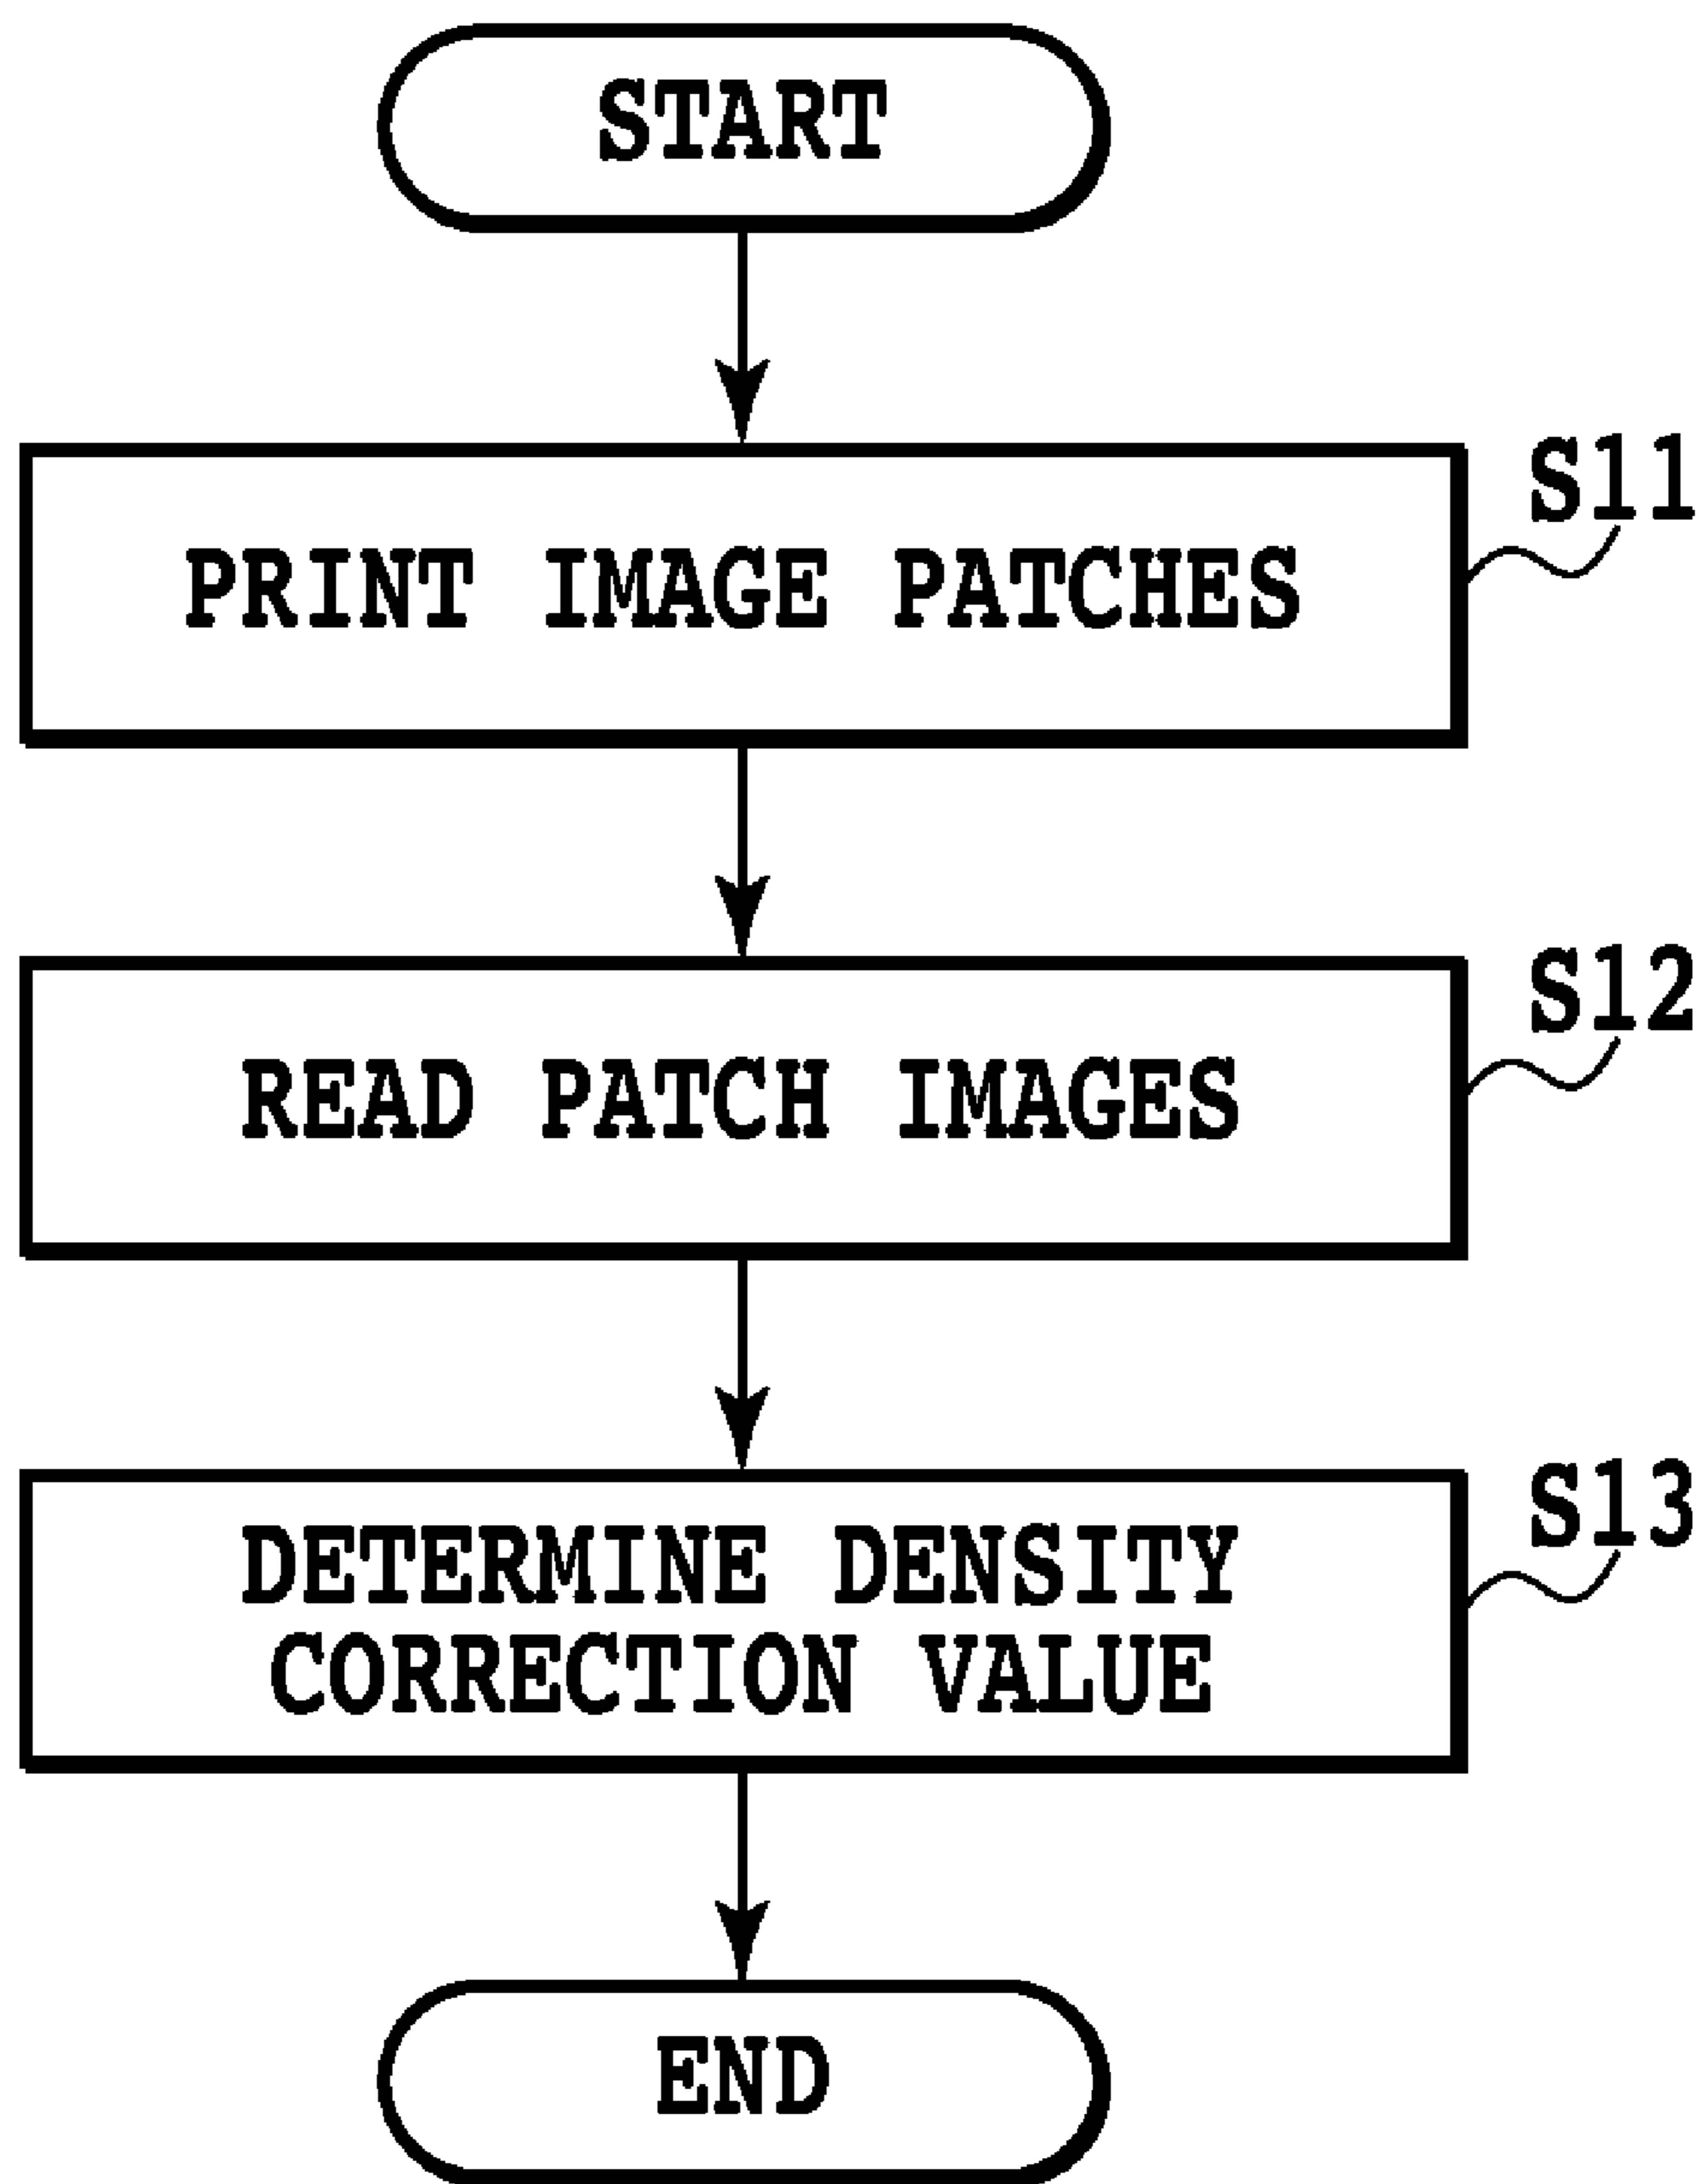 START
S11
PRINT IMAGE PATCHES
S12
READ PATCH IMAGES
S13
DETERMINE DENSITY
CORRECTION VALUE
END